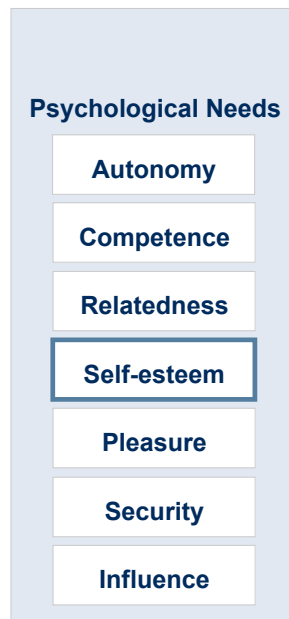 Psychological Needs
Autonomy
Competence
Relatedness
Self-esteem
Pleasure
Security
Influence